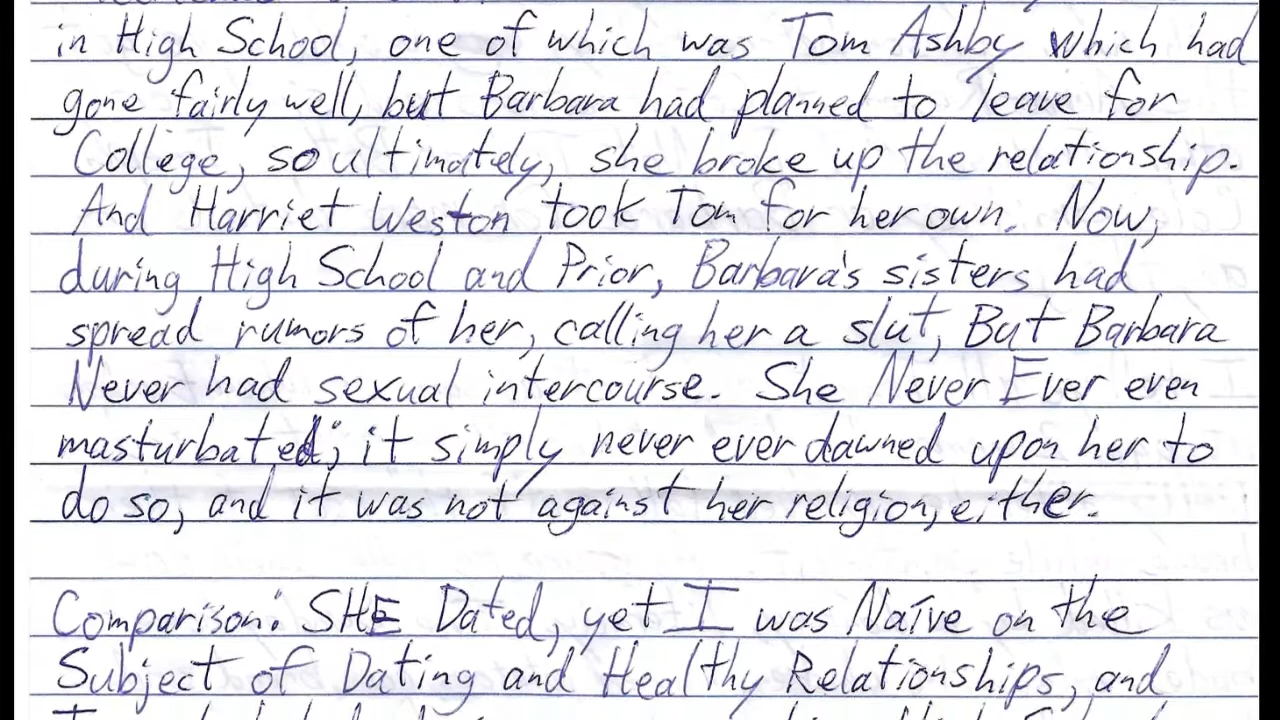 in High School, one of which was Tom Ashby which had
gone fairly well, but Barbara had planned to leave for
College, so ultimately, she broke up the relationship.
And Harriet Weston took Tom for her own. Now,
during High School and Prior, Barbara's sisters had
spread rumors of her, calling her a slut, But Barbara
Never had sexual intercourse. She Never Ever even
masturbated; it simply never ever dawned upon her to
do so, and it was not against her religion, either.
Comparison: SHE Dated, yet I was Naïve on the
Subject of Dating and Healthy Relationships, and